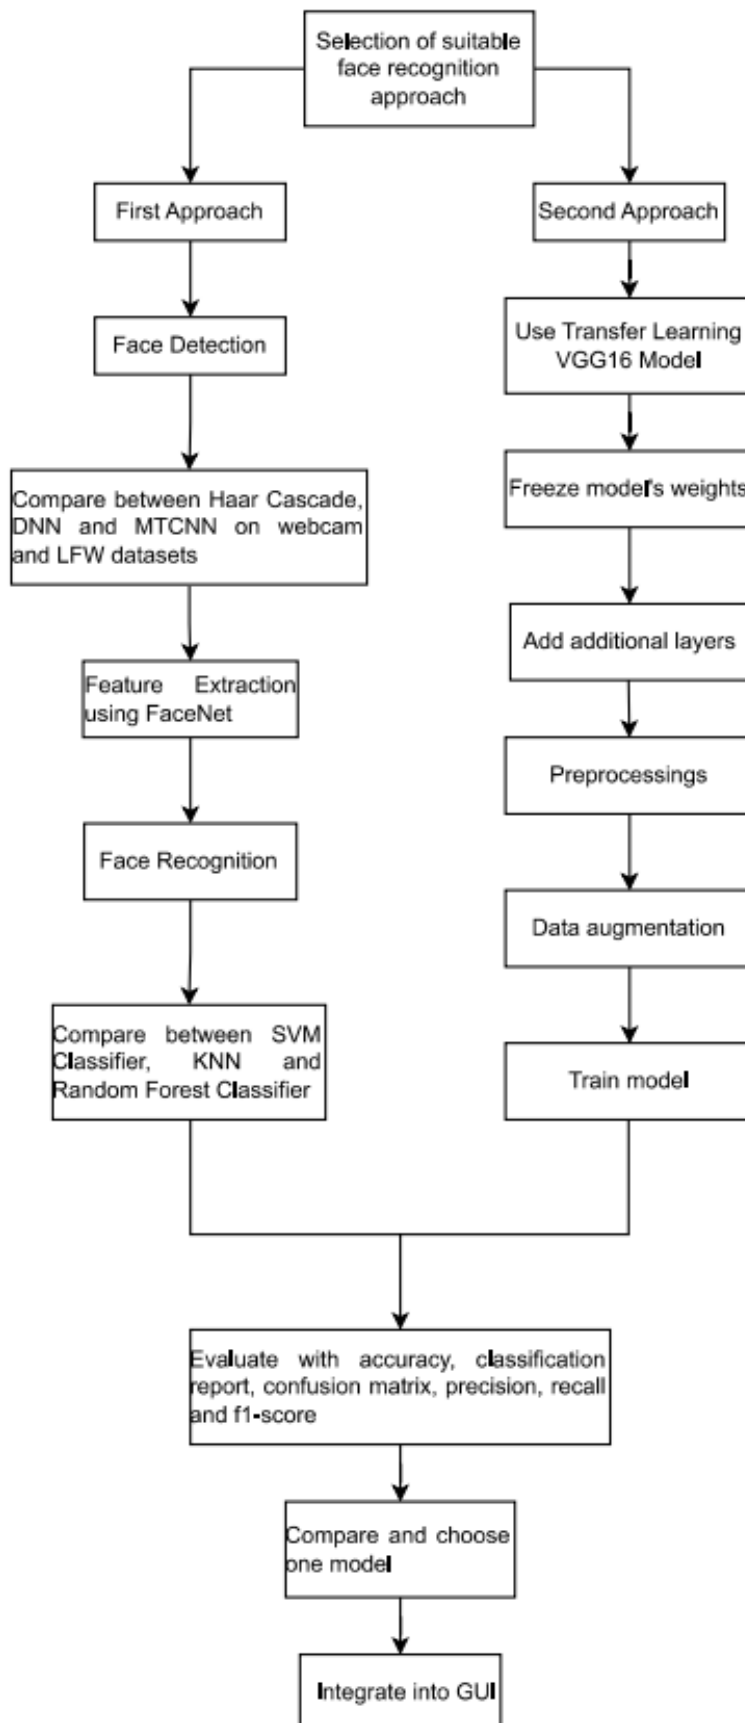 Selection of suitable
face recognition
approach
First Approach
Second Approach
Face Detection
Use Transfer Learning
VGG16 Model
Compare between Haar Cascade,
DNN and MTCNN on webcam
and LFW datasets
Freeze model's weights
Feature Extraction
using FaceNet
Add additional layers
Preprocessings
Face Recognition
Data augmentation
Compare between SVM
Classifier, KNN and
Random Forest Classifier
Train model
Evaluate with accuracy, classification
report, confusion matrix, precision, recall
and f1-score
Compare and choose
one model
Integrate into GUI